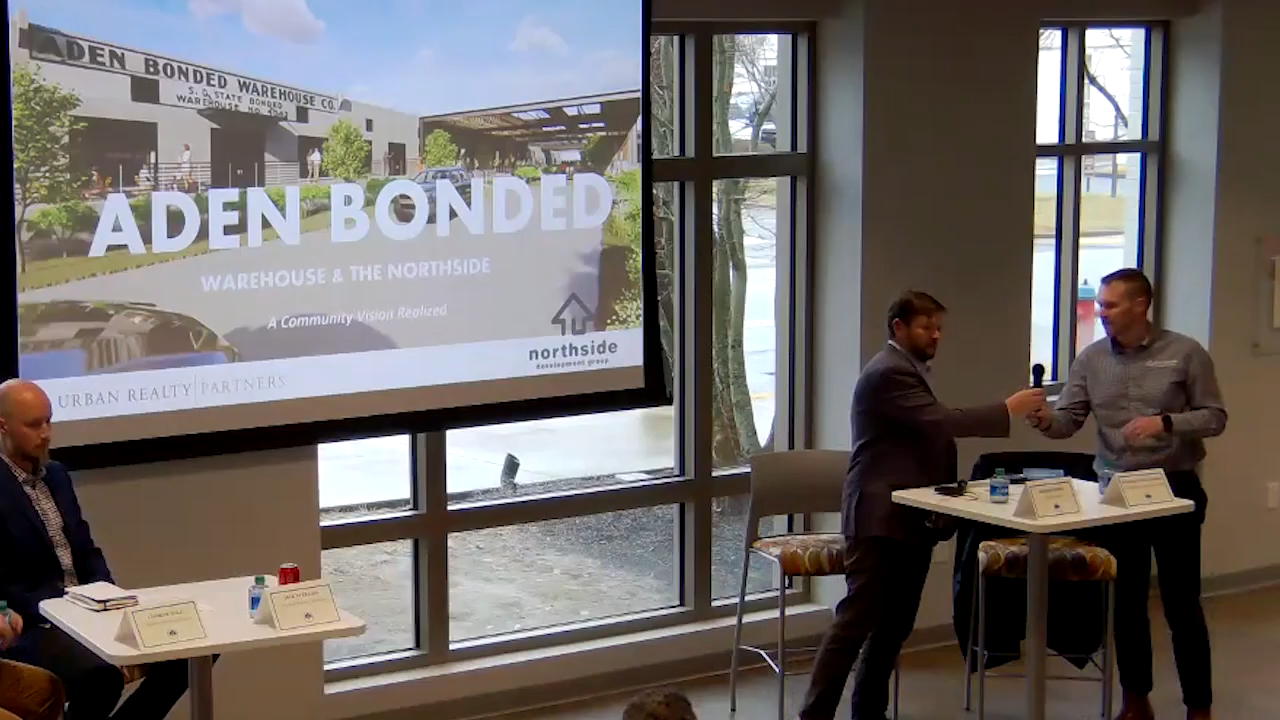 ADEN BONDED WAREHOUSE CO.
STATE BONDED
WAREHOUSE NO.
ADEN BONDED
WAREHOUSE & THE NORTHSIDE
A Community Vision Realized
northside
development group
URBAN REALTY PARTNERS